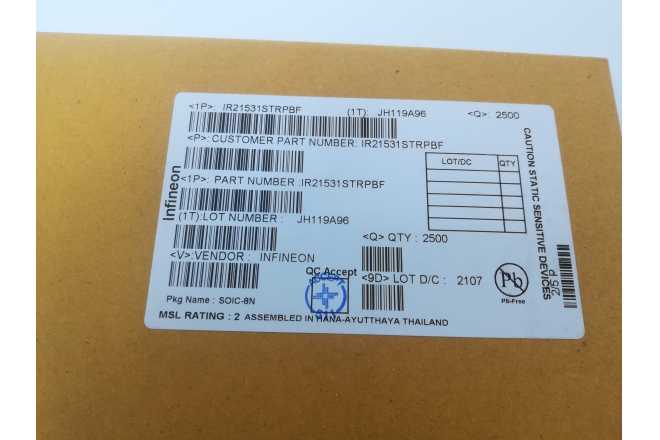 <1P>: IR21531STRPBF (1T): JH119A96 <Q>: 2500
<P>: CUSTOMER PART NUMBER: IR21531STRPBF
LOT/DC QTY
<1P>: PART NUMBER :IR21531STRPBF
(1T):LOT NUMBER : JH119A96
<Q> QTY : 2500
<V>:VENDOR : INFINEON
QC Accept
<9D> LOT D/C : 2107
Pb
Pb-Free
Pkg Name : SOIC-8N
MSL RATING : 2 ASSEMBLED IN HANA-AYUTTHAYA THAILAND
Infineon
CAUTION STATIC SENSITIVE DEVICES
25 P